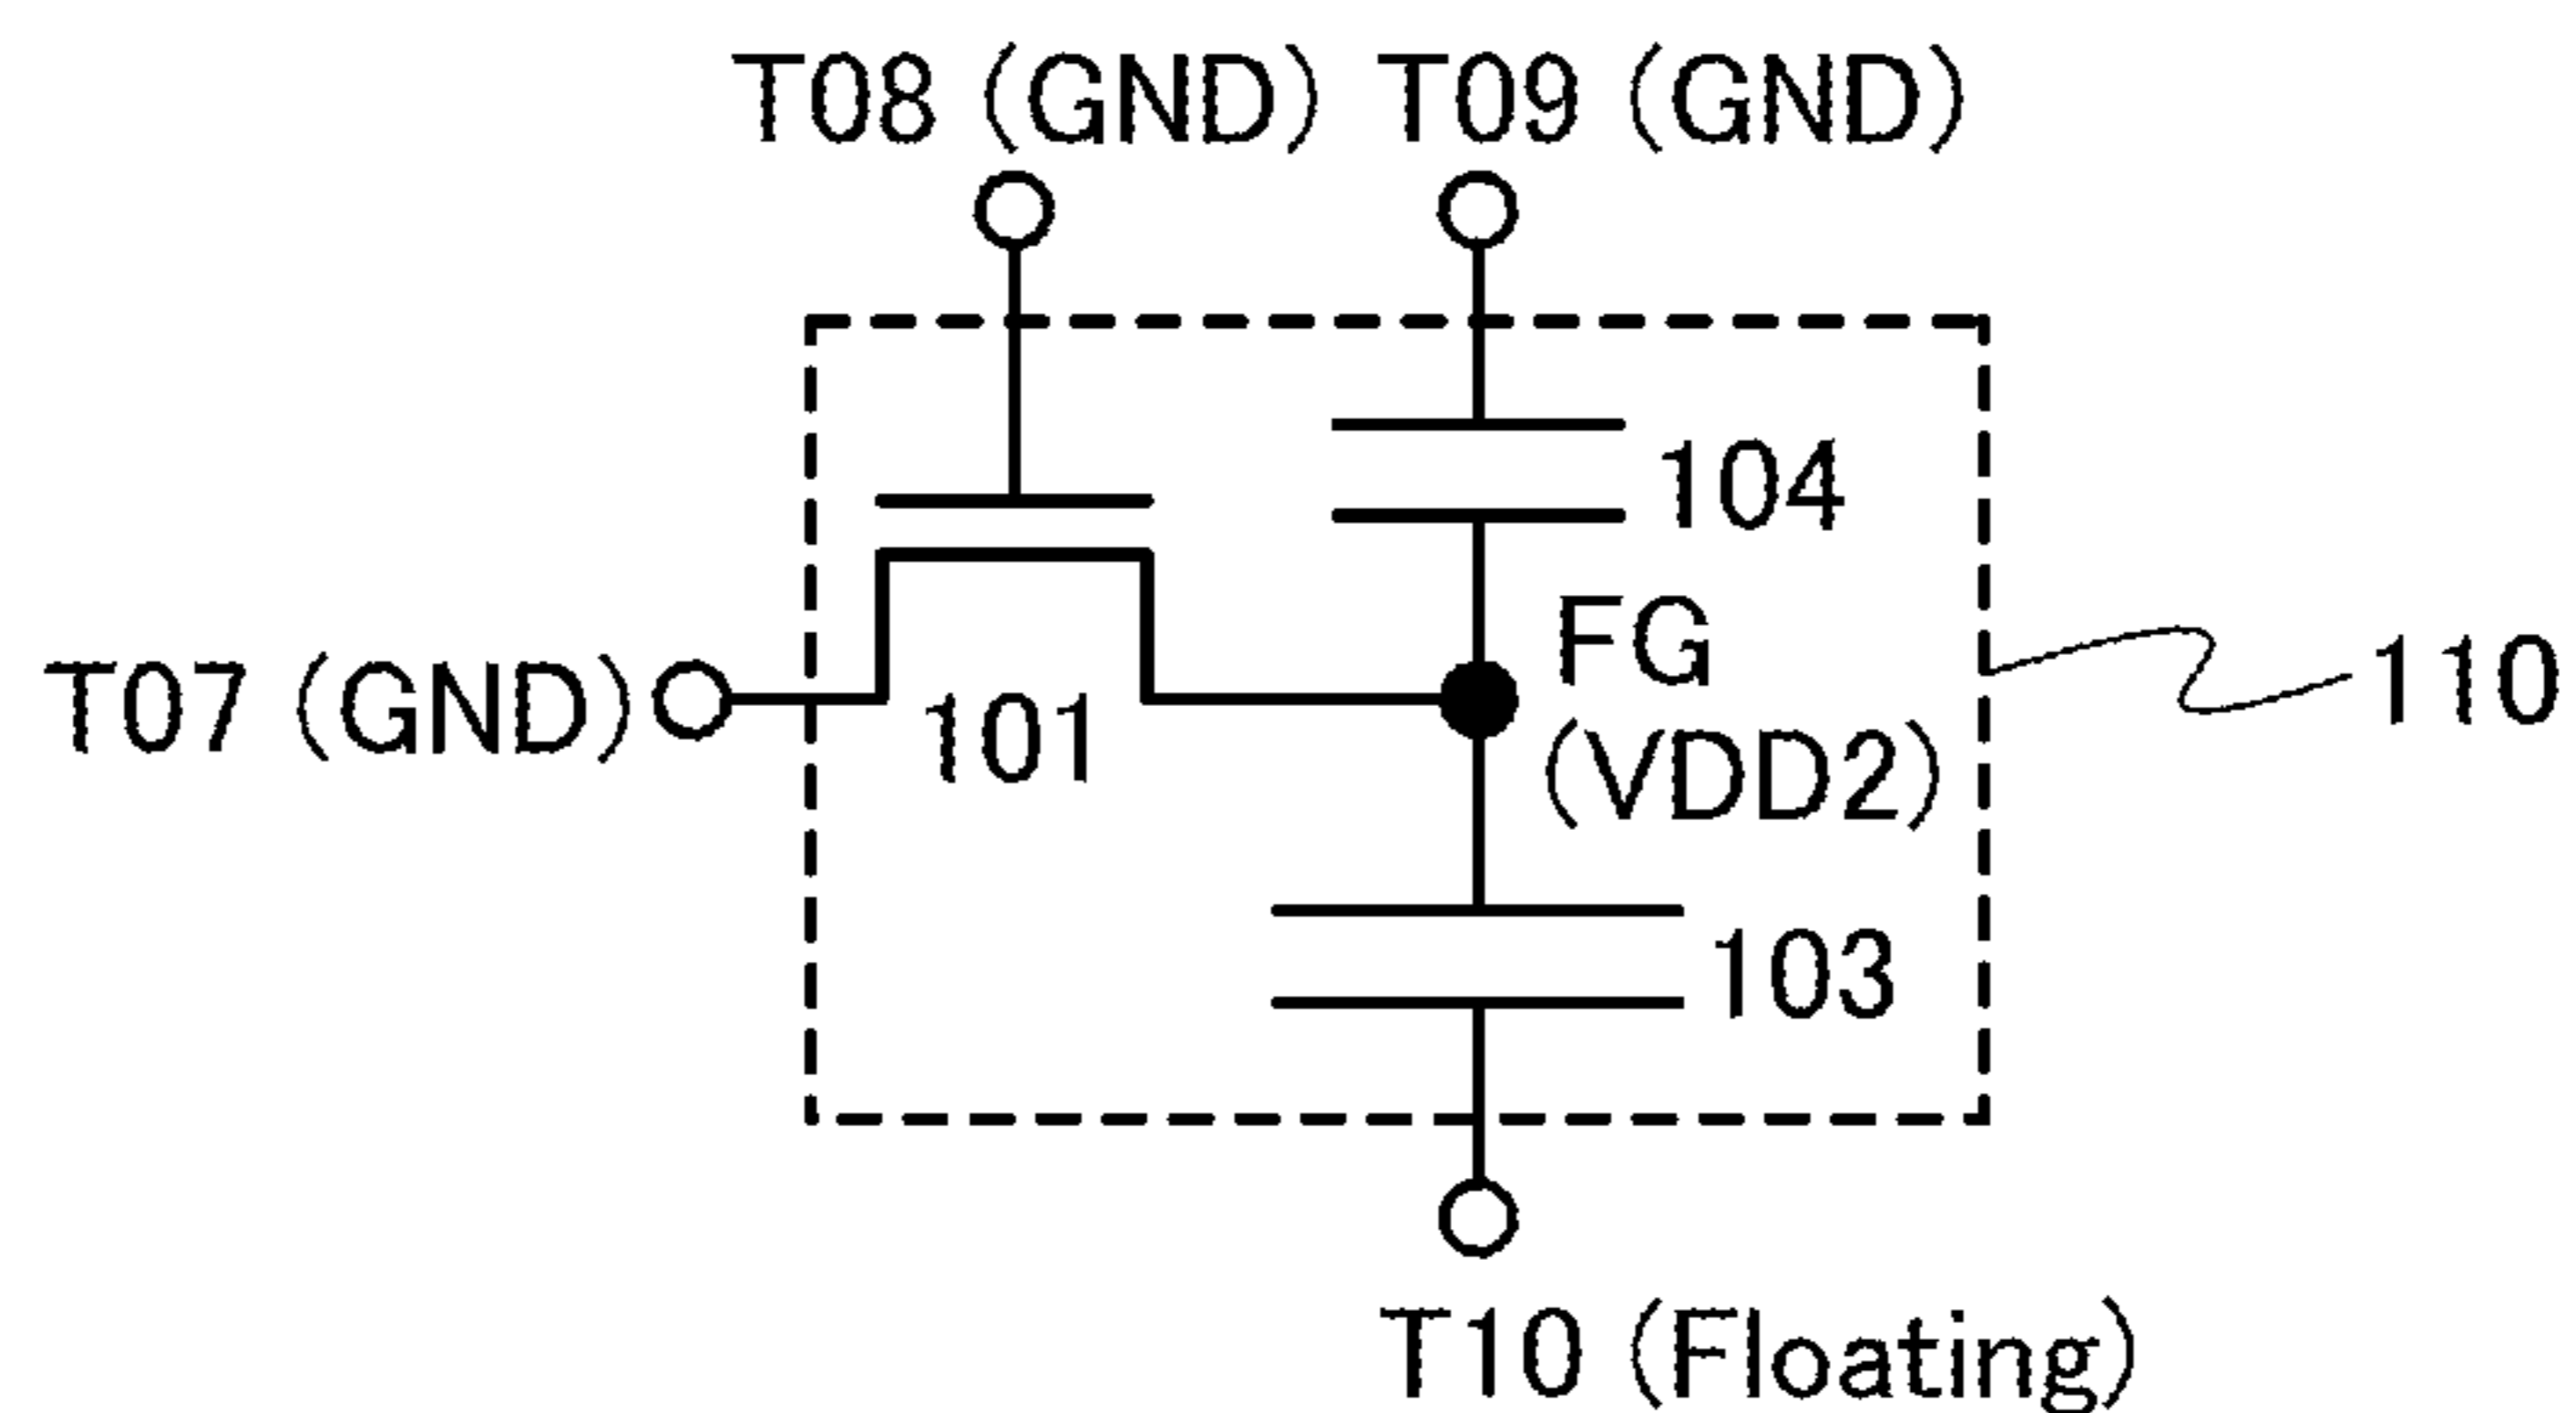 T08 (GND) T09 (GND)
104
FG
(VDD2)
T07 (GND)
101
110
103
T10 (Floating)